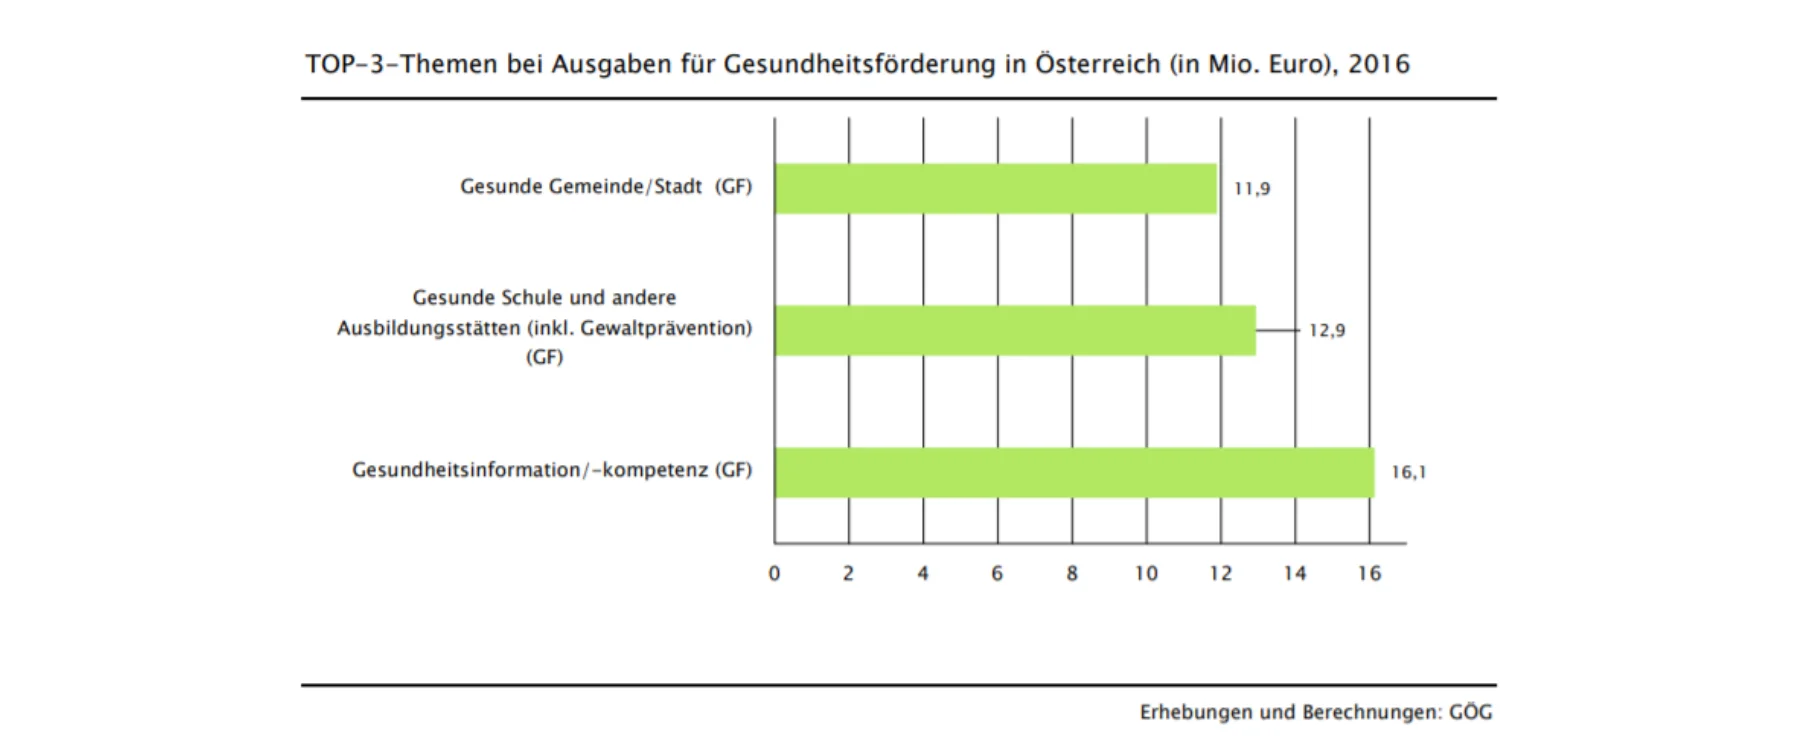 TOP-3-Themen bei Ausgaben für Gesundheitsförderung in Österreich (in Mio. Euro), 2016
Gesunde Gemeinde/Stadt (GF)
11,9
Gesunde Schule und andere
Ausbildungsstätten (inkl. Gewaltprävention)
(GF)
12,9
Gesundheitsinformation/-kompetenz (GF)
16,1
0 2 4 6 8 10 12 14 16
Erhebungen und Berechnungen: GÖG